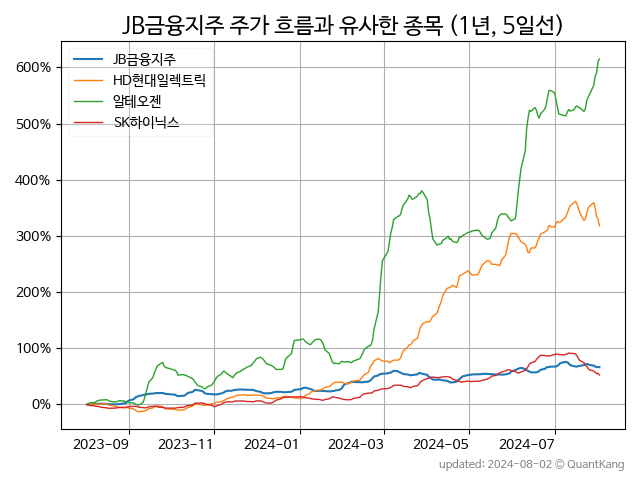 JB금융지주 주가 흐름과 유사한 종목 (1년, 5일선)
JB금융지주
HD현대일렉트릭
알테오젠
SK하이닉스
600%
500%
400%
300%
200%
100%
0%
2023-09 2023-11 2024-01 2024-03 2024-05 2024-07
updated: 2024-08-02 © QuantKang